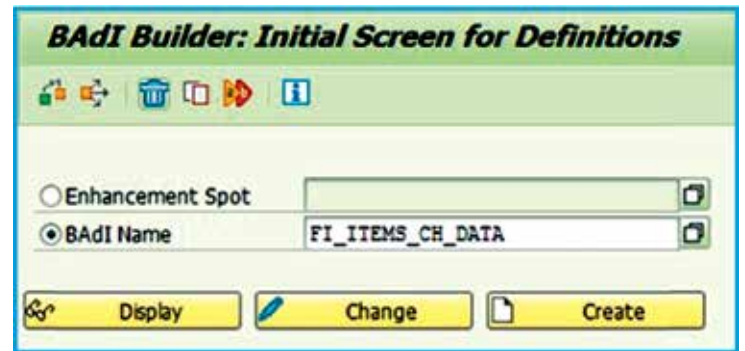 BAdI Builder: Initial Screen for Definitions
Enhancement Spot
BAdI Name FI_ITEMS_CH_DATA
Display Change Create